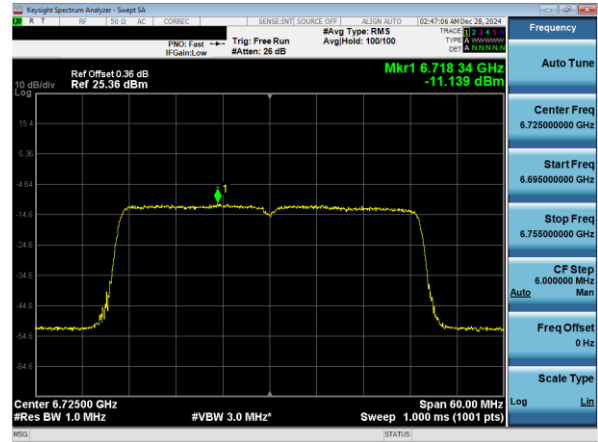 Keysight Spectrum Analyzer - Swept SA
R T RF 50 Ω AC CORREC SENSE:INT SOURCE OFF ALIGN AUTO 02:47:06 AM Dec 28, 2024
PNO: Fast
IFGain:Low
Trig: Free Run
#Atten: 26 dB
#Avg Type: RMS
Avg|Hold: 100/100
TRACE 1 2 3 4 5 6
TYPE A WWWWW
DET A N N N N N
Frequency
Ref Offset 0.36 dB
Ref 25.36 dBm
10 dB/div
Log
Mkr1 6.718 34 GHz
-11.139 dBm
15.4
5.36
-4.64
-14.6
-24.6
-34.6
-44.6
-54.6
-64.6
1
Center 6.72500 GHz
#Res BW 1.0 MHz
#VBW 3.0 MHz*
Span 60.00 MHz
Sweep 1.000 ms (1001 pts)
Auto Tune
Center Freq
6.725000000 GHz
Start Freq
6.695000000 GHz
Stop Freq
6.755000000 GHz
CF Step
6.000000 MHz
Auto Man
Freq Offset
0 Hz
Scale Type
Log Lin
MSG
STATUS